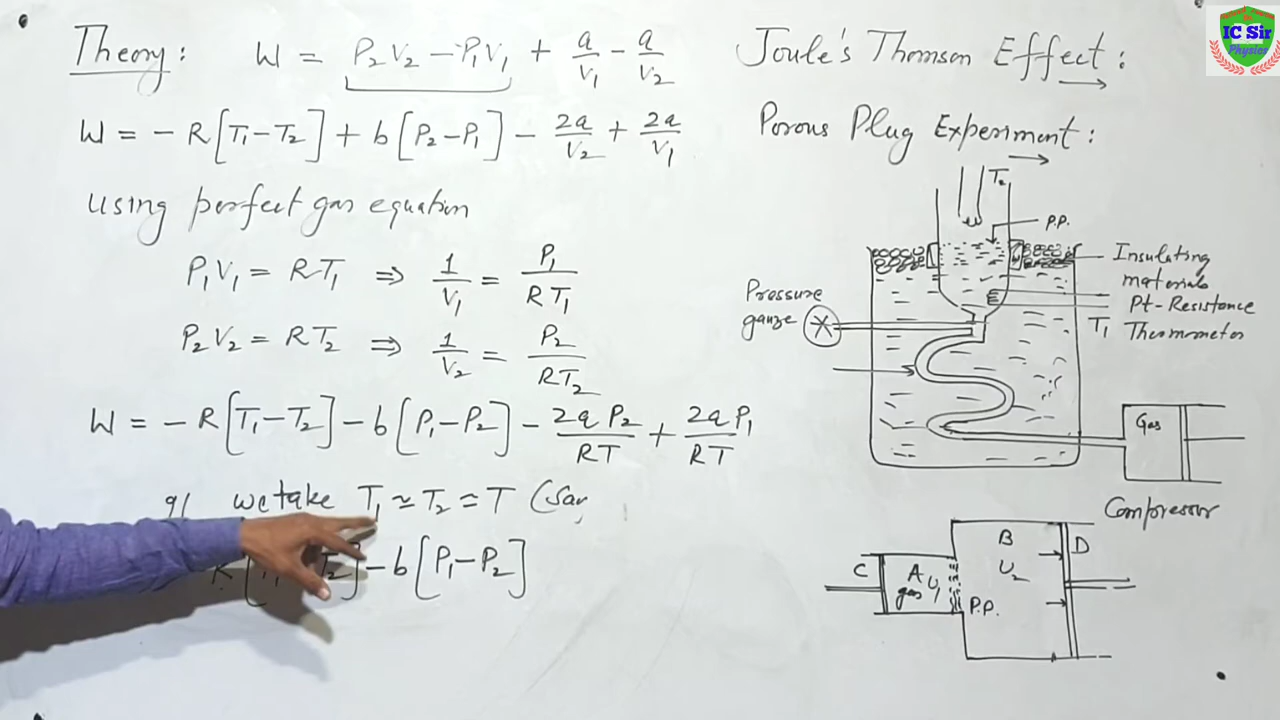 Theory: W = P₂V₂ - P₁V₁ + a/V₁ - a/V₂
W = - R[T₁-T₂] + b[P₂-P₁] - 2a/V₂ + 2a/V₁
Using perfect gas equation
P₁V₁ = RT₁ ⇒ 1/V₁ = P₁/RT₁
P₂V₂ = RT₂ ⇒ 1/V₂ = P₂/RT₂
W = - R[T₁-T₂] - b[P₁-P₂] - 2aP₂/RT + 2aP₁/RT
we take T₁ ≃ T₂ = T (Say
T₂] - b[P₁-P₂]
Joule's Thomson Effect:
Porous Plug Experiment:
T₂
P.P.
Insulating
materials
Pt-Resistance
T₁ Thermometer
Pressure
gauze
Gas
Compressor
C
A
gas
U₁
P.P.
B
U₂
D
IC Sir
Physics